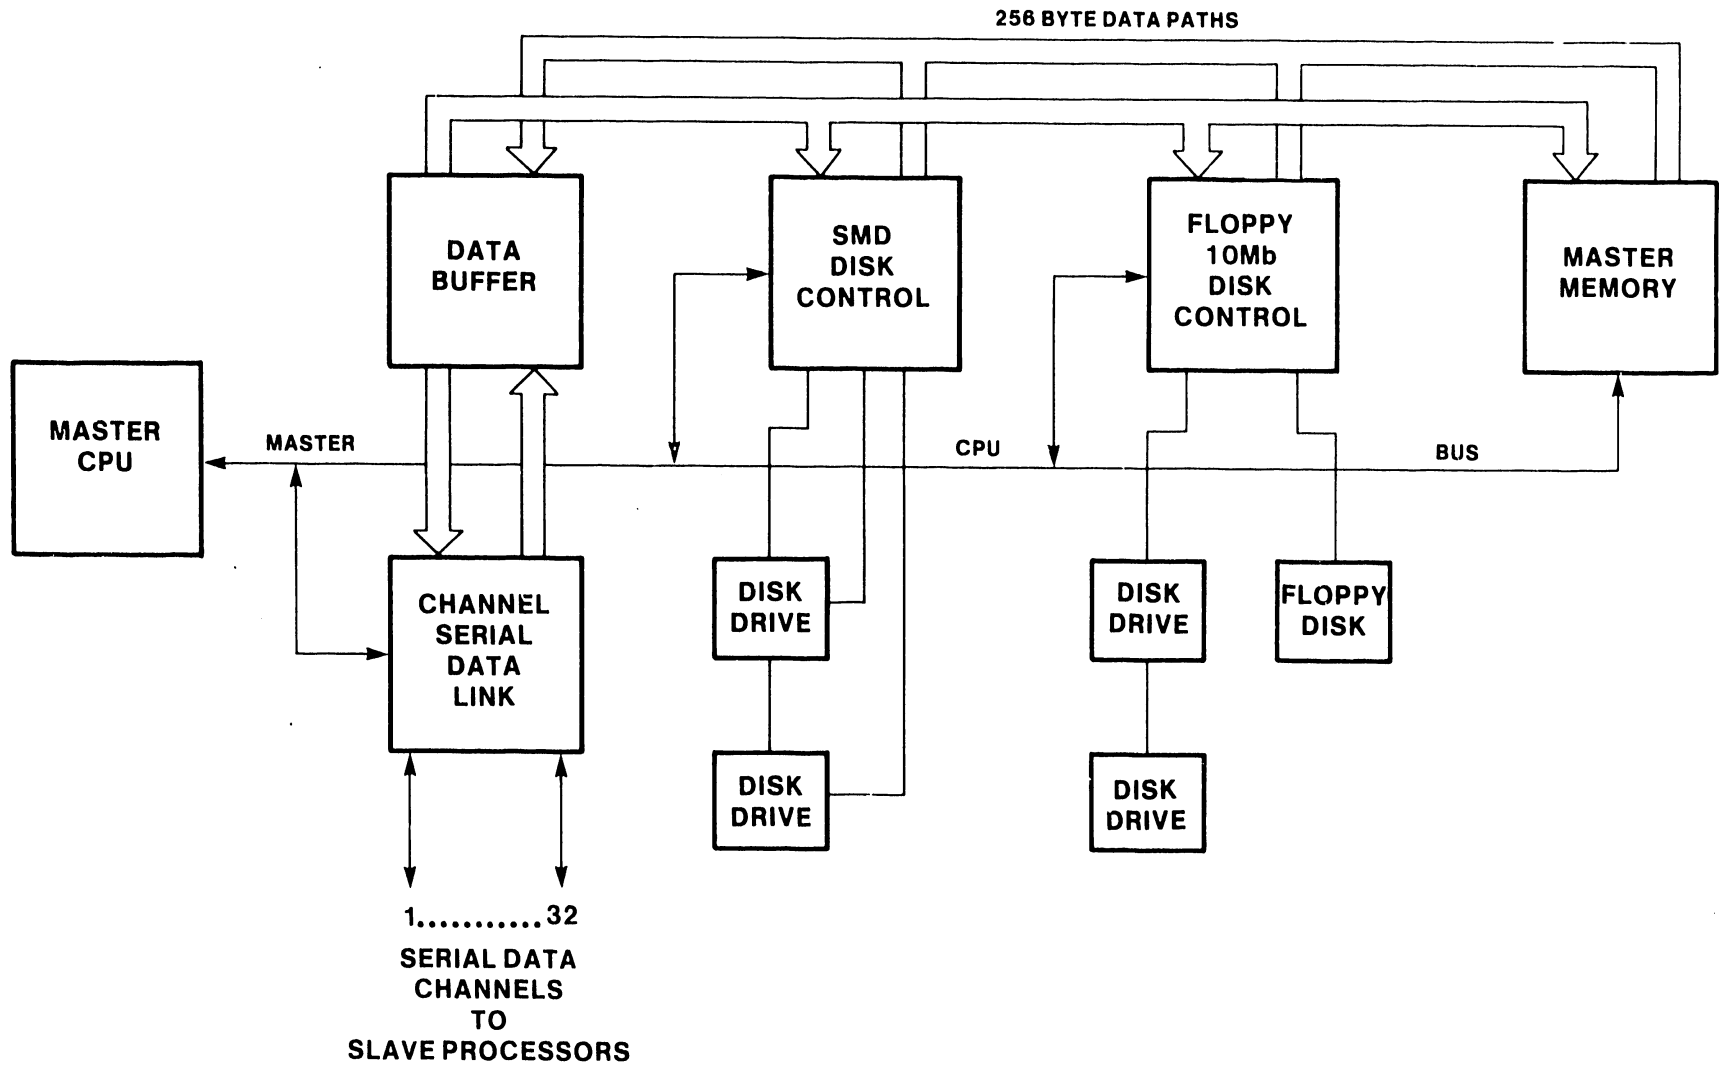 256 BYTE DATA PATHS
DATA
BUFFER
SMD
DISK
CONTROL
FLOPPY
10Mb
DISK
CONTROL
MASTER
MEMORY
MASTER
CPU
MASTER
CPU
BUS
CHANNEL
SERIAL
DATA
LINK
DISK
DRIVE
DISK
DRIVE
FLOPPY
DISK
DISK
DRIVE
DISK
DRIVE
1...........32
SERIAL DATA
CHANNELS
TO
SLAVE PROCESSORS